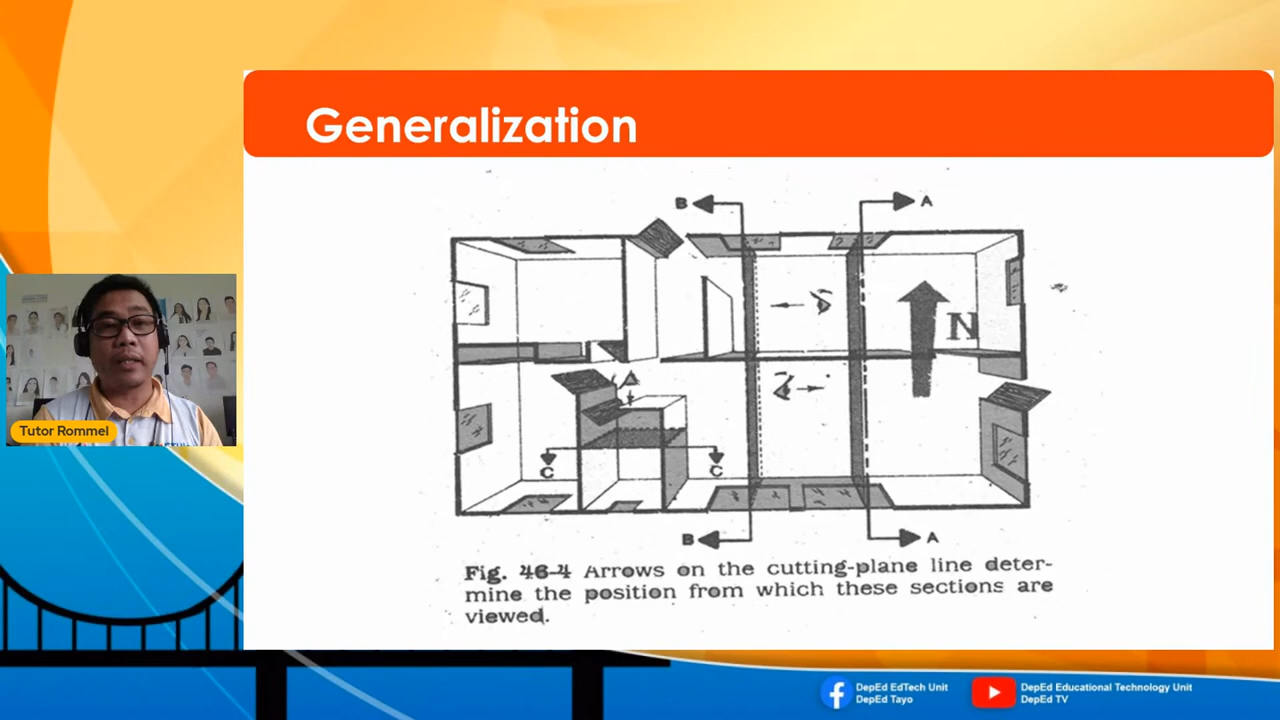 Generalization
B
A
N
A
C
C
B
A
Fig. 46-4 Arrows on the cutting-plane line deter-
mine the position from which these sections are
viewed.
Tutor Rommel
DepEd EdTech Unit
DepEd Tayo
DepEd Educational Technology Unit
DepEd TV